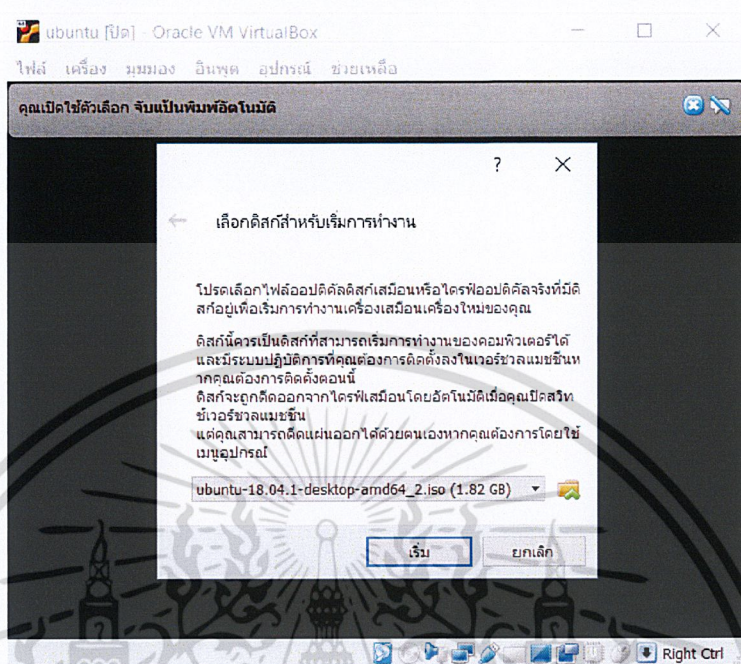 ubuntu [ปิด] - Oracle VM VirtualBox
ไฟล์ เครื่อง มุมมอง อินพุต อุปกรณ์ ช่วยเหลือ
คุณเปิดใช้ตัวเลือก จับแป้นพิมพ์อัตโนมัติ
?
เลือกดิสก์สำหรับเริ่มการทำงาน
โปรดเลือกไฟล์ออปติคัลดิสก์เสมือนหรือไดรฟ์ออปติคัลจริงที่มีดิ
สก์อยู่เพื่อเริ่มการทำงานเครื่องเสมือนเครื่องใหม่ของคุณ
ดิสก์นี้ควรเป็นดิสก์ที่สามารถเริ่มการทำงานของคอมพิวเตอร์ได้
และมีระบบปฏิบัติการที่คุณต้องการติดตั้งลงในเวอร์ชวลแมชชีนห
ากคุณต้องการติดตั้งตอนนี้
ดิสก์จะถูกดีดออกจากไดรฟ์เสมือนโดยอัตโนมัติเมื่อคุณปิดสวิท
ช์เวอร์ชวลแมชชีน
แต่คุณสามารถดีดแผ่นออกได้ด้วยตนเองหากคุณต้องการโดยใช้
เมนูอุปกรณ์
ubuntu-18.04.1-desktop-amd64_2.iso (1.82 GB)
เริ่ม ยกเลิก
Right Ctrl